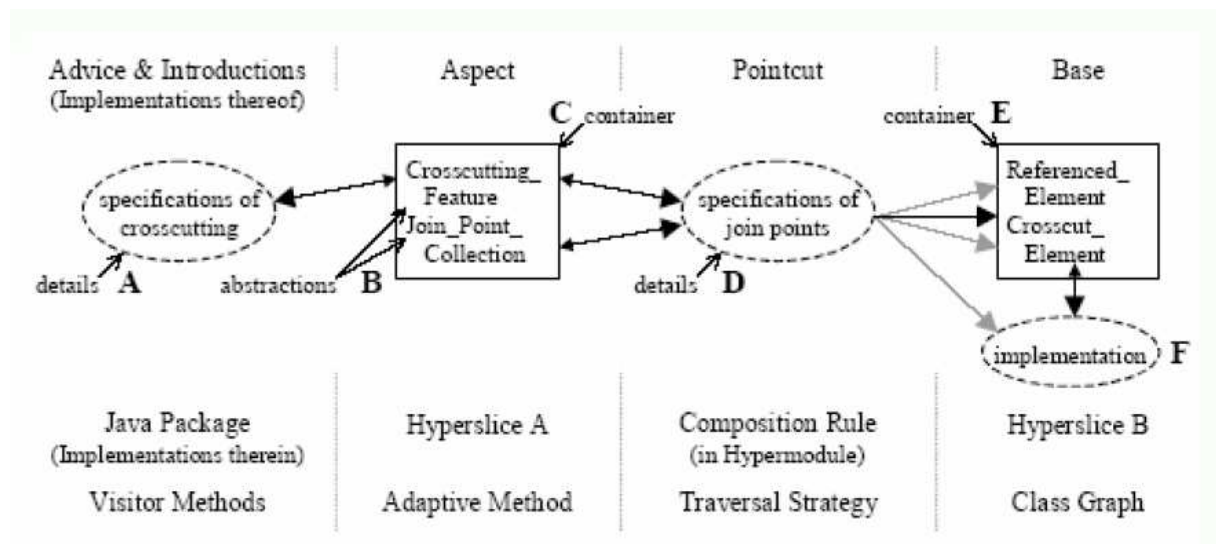 Advice & Introductions
(Implementations thereof)
Aspect
Pointcut
Base
C container
container E
specifications of
crosscutting
Crosscutting_
Feature
Join_Point_
Collection
specifications of
join points
Referenced_
Element
Crosscut_
Element
details A
abstractions B
details D
implementation F
Java Package
(Implementations therein)
Hyperslice A
Composition Rule
(in Hypermodule)
Hyperslice B
Visitor Methods
Adaptive Method
Traversal Strategy
Class Graph